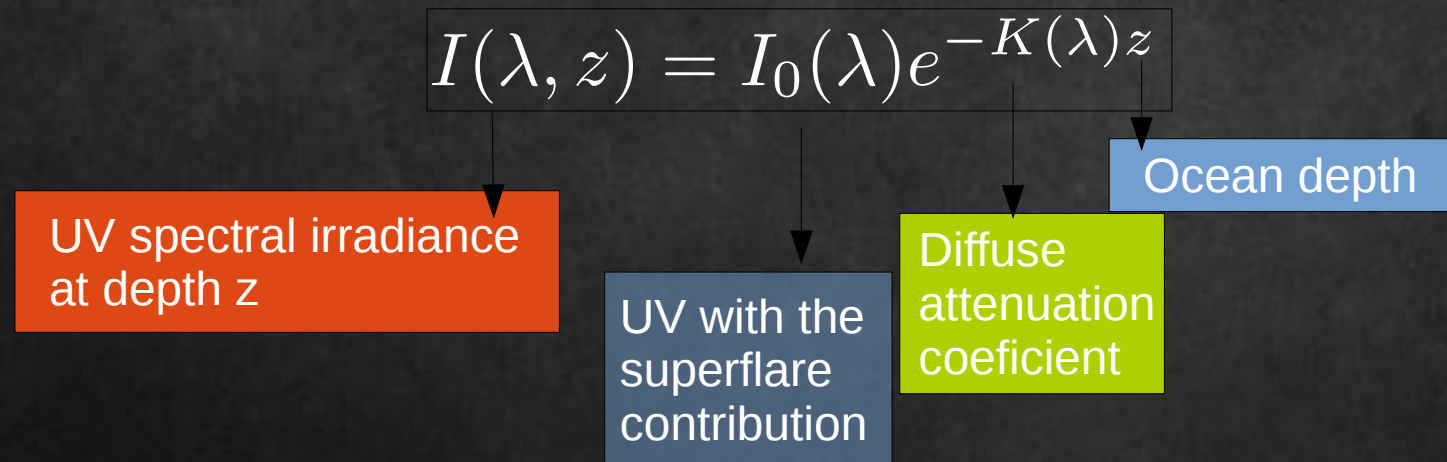 I(λ, z) = I₀(λ)e^{-K(λ)z}
Ocean depth
UV spectral irradiance
at depth z
Diffuse
attenuation
coeficient
UV with the
superflare
contribution